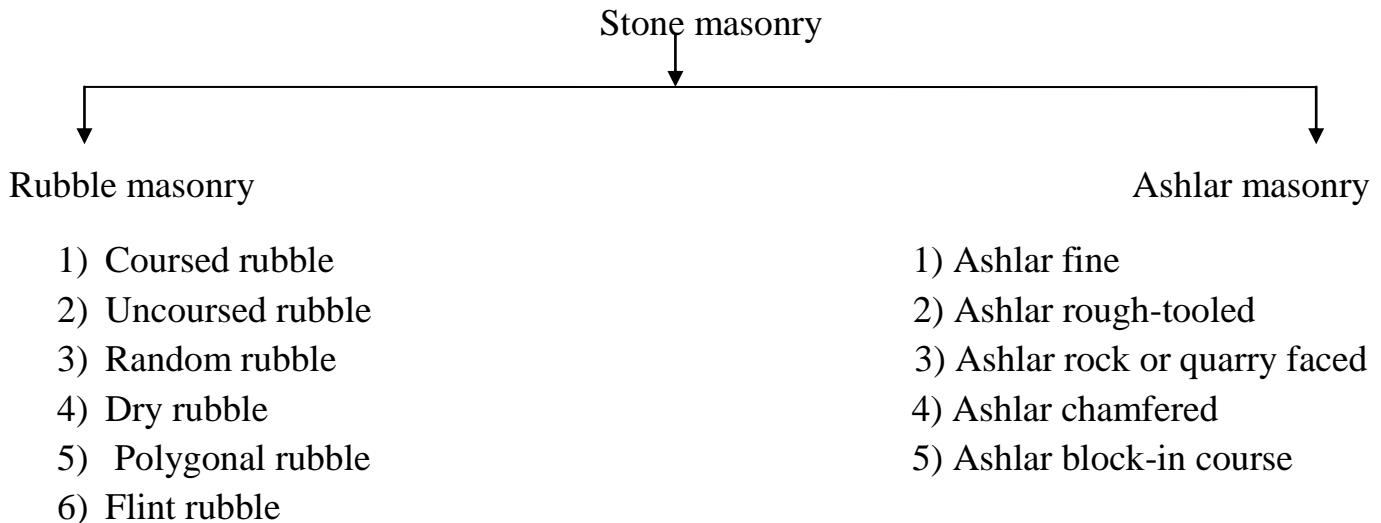 Stone masonry
Rubble masonry
Ashlar masonry
1) Coursed rubble
2) Uncoursed rubble
3) Random rubble
4) Dry rubble
5) Polygonal rubble
6) Flint rubble
1) Ashlar fine
2) Ashlar rough-tooled
3) Ashlar rock or quarry faced
4) Ashlar chamfered
5) Ashlar block-in course